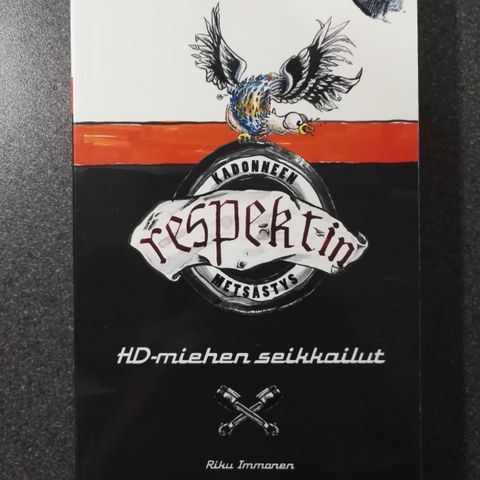 KADONNEEN
respektin
METSÄSTYS
HD-miehen seikkailut
Riku Immonen